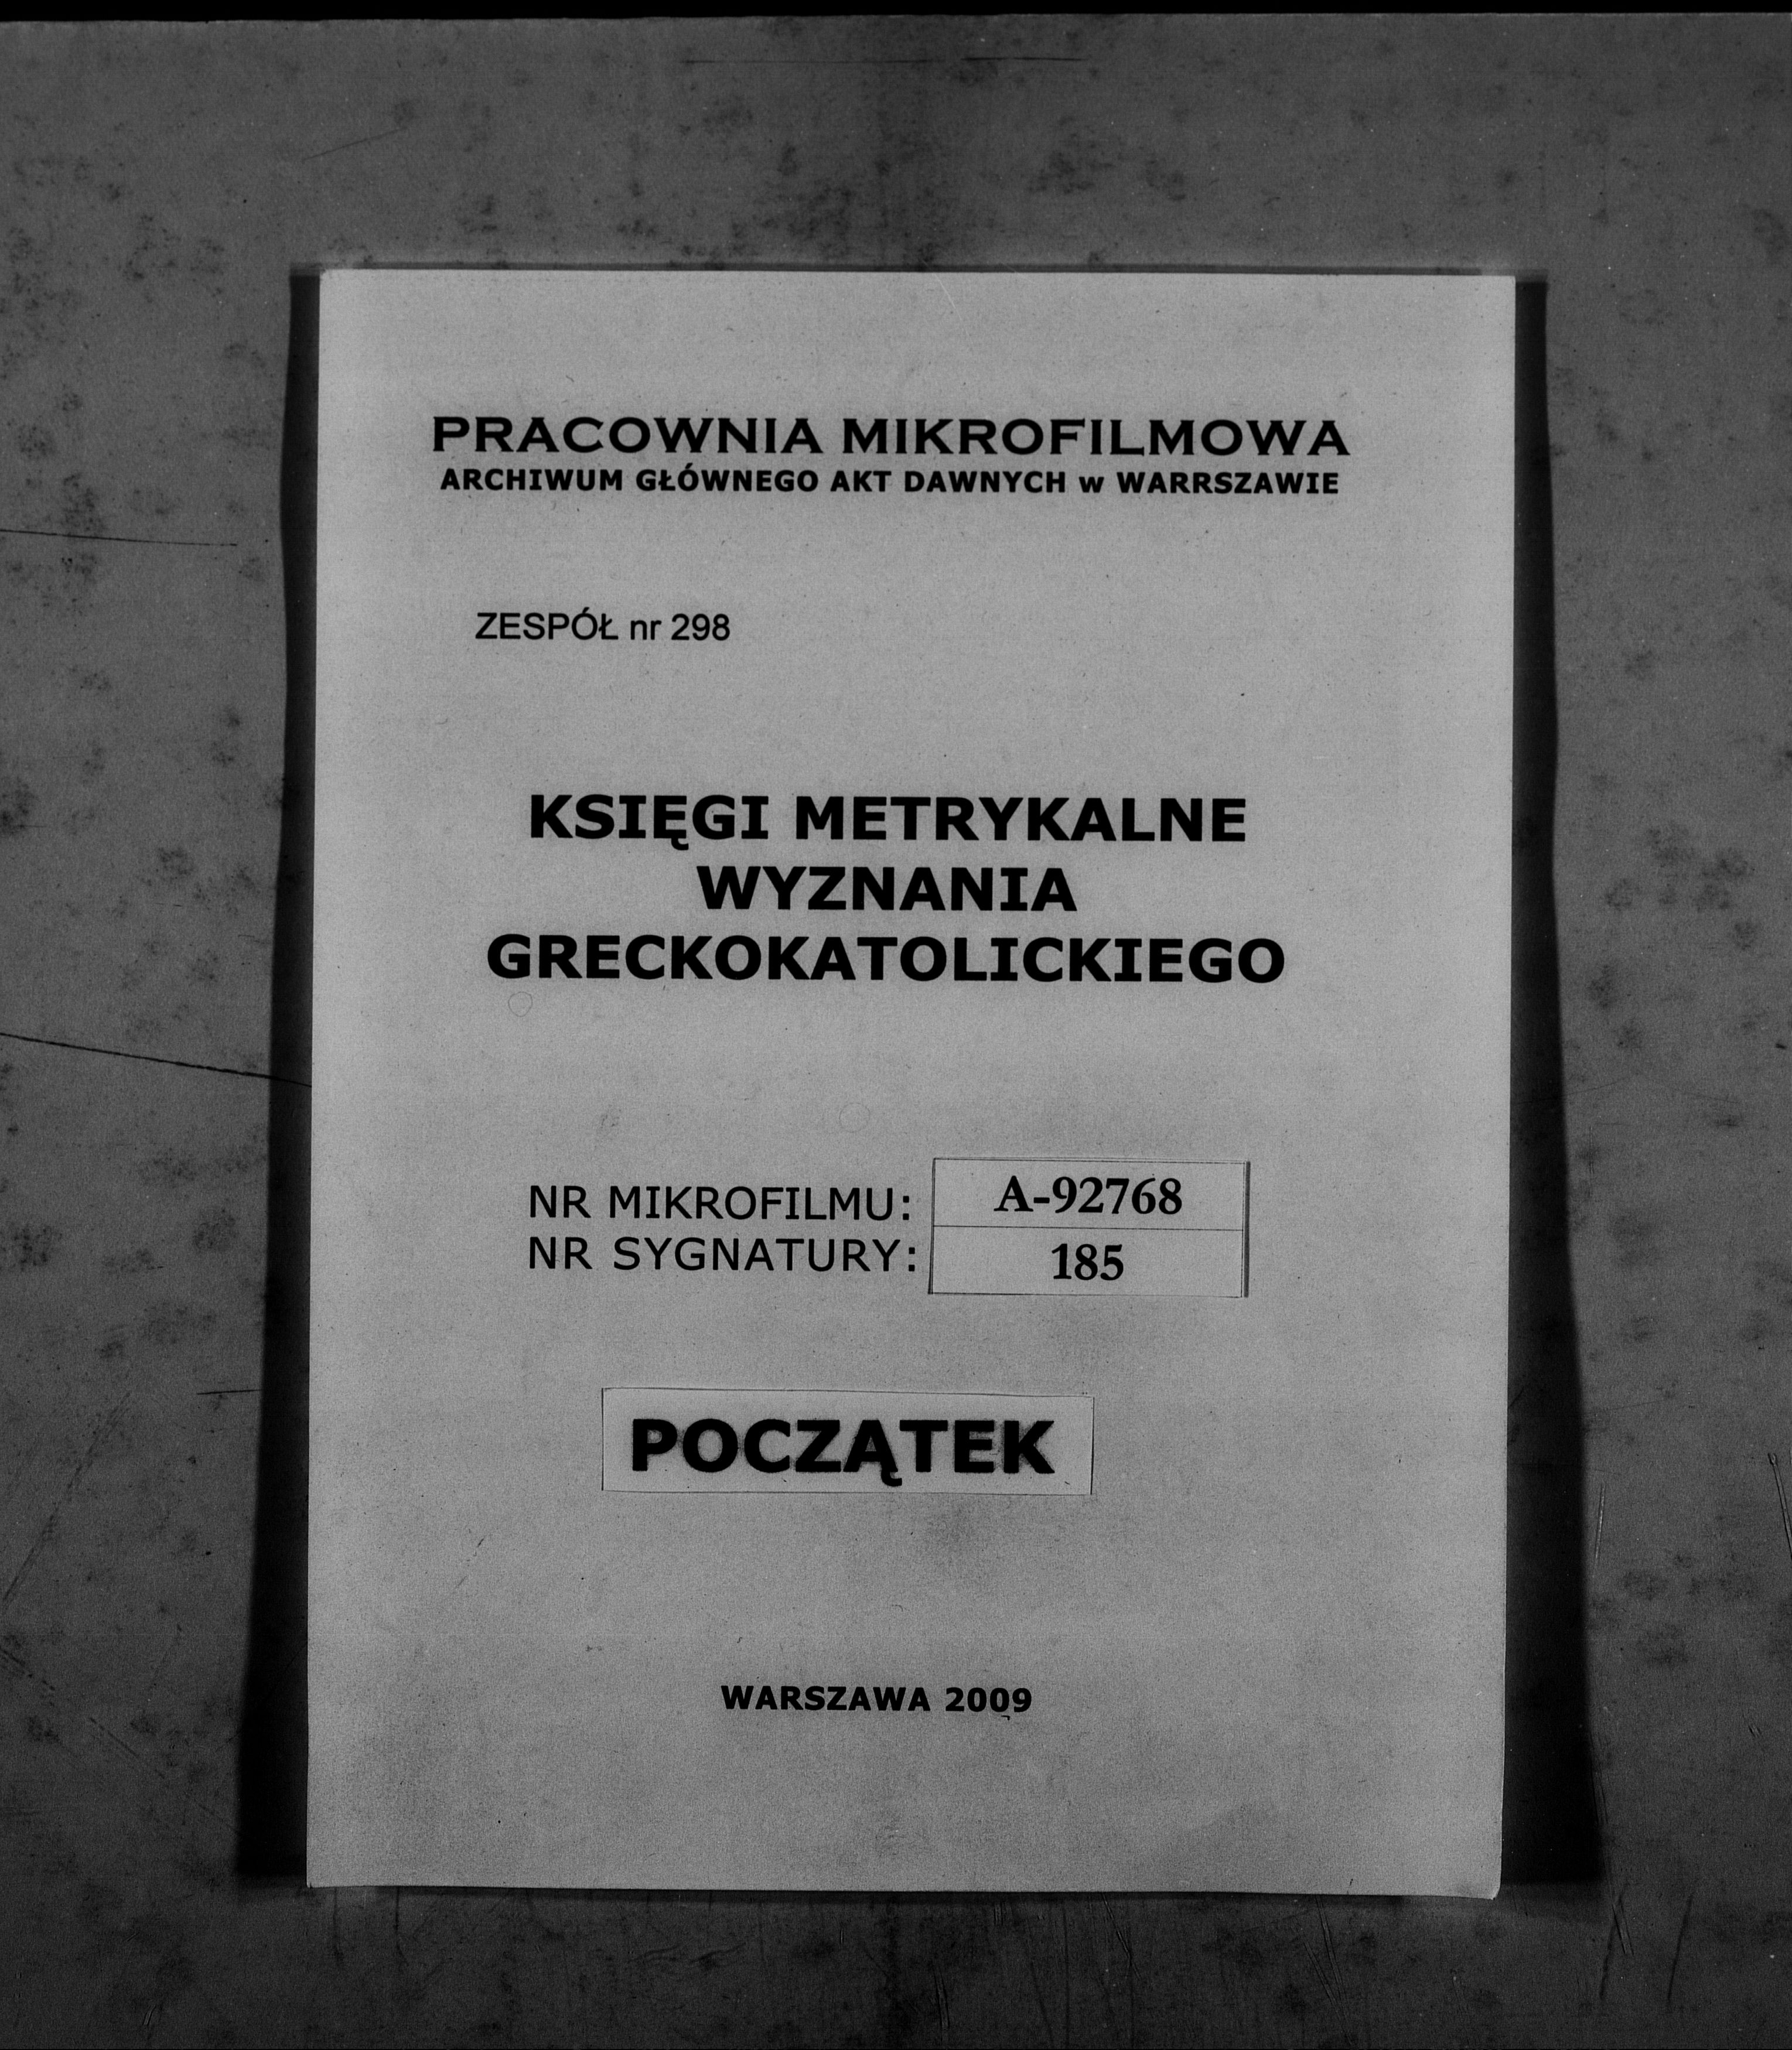 PRACOWNIA MIKROFILMOWA
ARCHIWUM GŁÓWNEGO AKT DAWNYCH w WARRSZAWIE
ZESPÓŁ nr 298
KSIĘGI METRYKALNE
WYZNANIA
GRECKOKATOLICKIEGO
NR MIKROFILMU: A-92768
NR SYGNATURY: 185
POCZĄTEK
WARSZAWA 2009